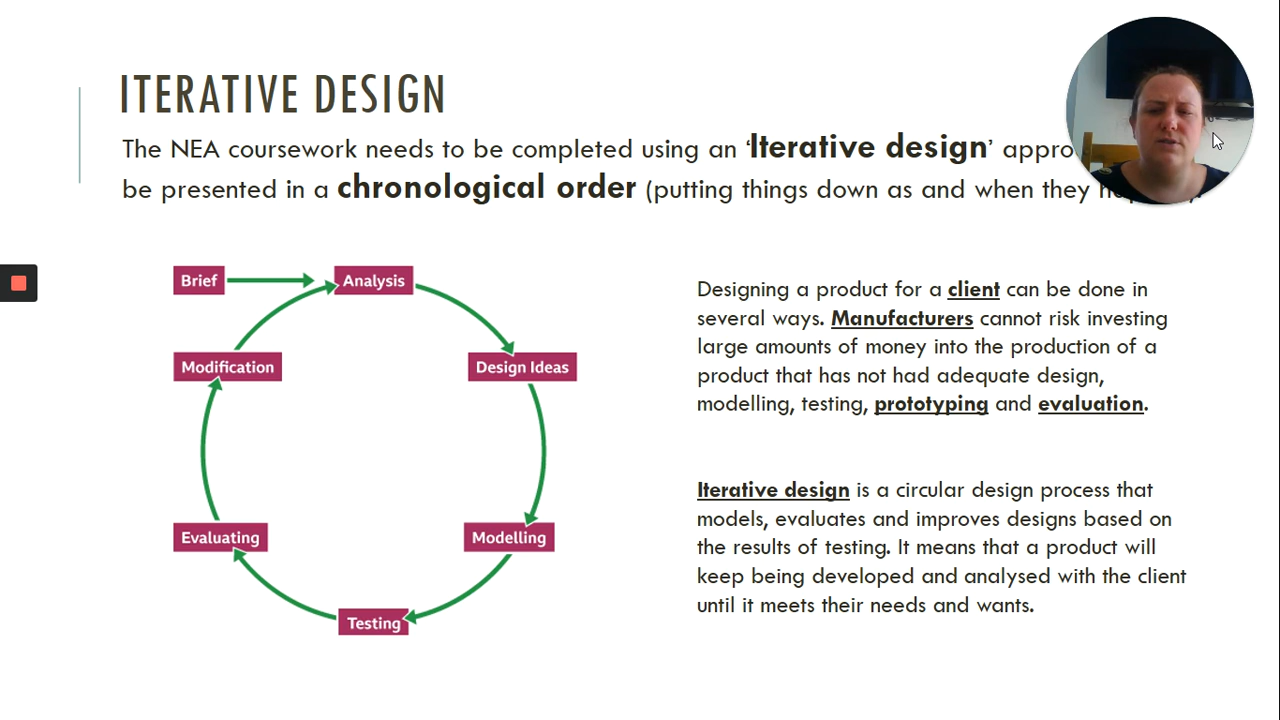 ITERATIVE DESIGN
The NEA coursework needs to be completed using an ‘Iterative design’
be presented in a chronological order (putting things down as and when they
Brief
Analysis
Modification
Design Ideas
Evaluating
Modelling
Testing
Designing a product for a client can be done in
several ways. Manufacturers cannot risk investing
large amounts of money into the production of a
product that has not had adequate design,
modelling, testing, prototyping and evaluation.
Iterative design is a circular design process that
models, evaluates and improves designs based on
the results of testing. It means that a product will
keep being developed and analysed with the client
until it meets their needs and wants.